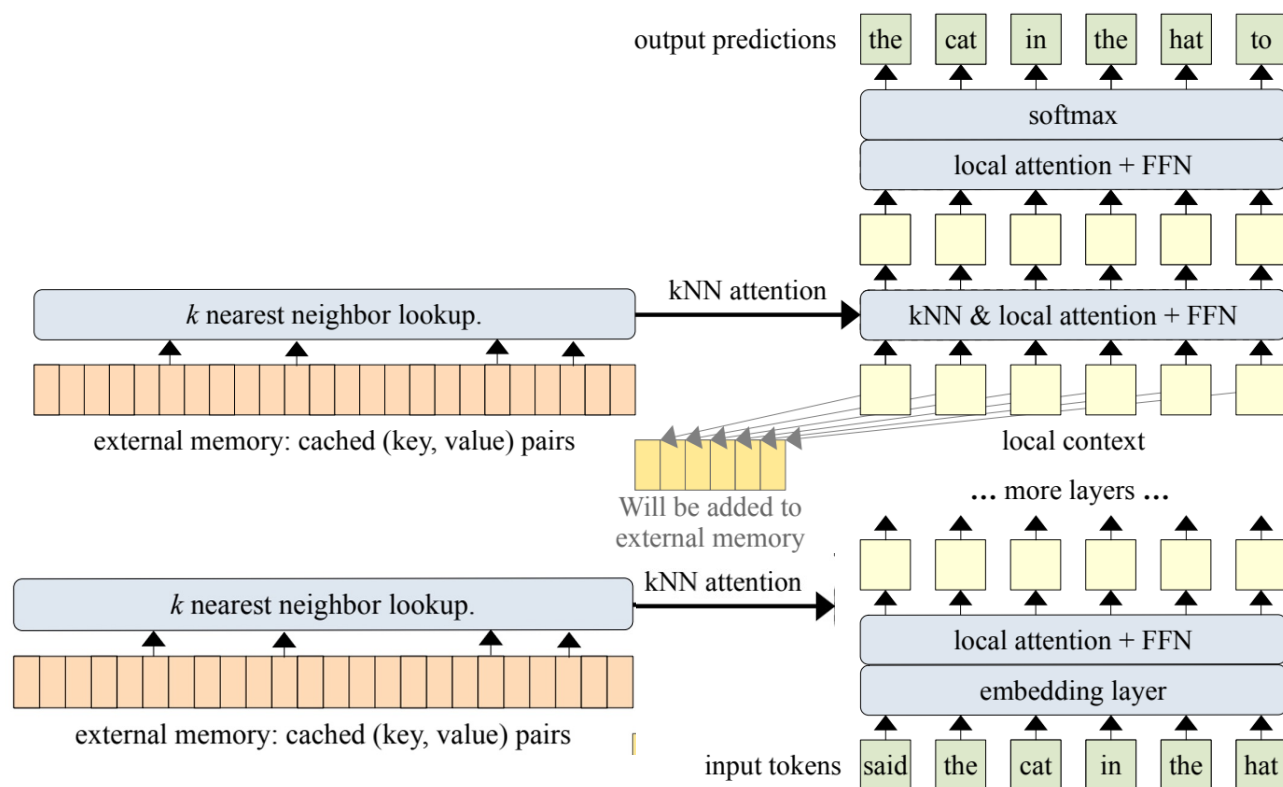 output predictions
the cat in the hat to
softmax
local attention + FFN
kNN attention
k nearest neighbor lookup.
kNN & local attention + FFN
external memory: cached (key, value) pairs
local context
... more layers ...
Will be added to
external memory
kNN attention
k nearest neighbor lookup.
local attention + FFN
embedding layer
external memory: cached (key, value) pairs
input tokens
said the cat in the hat